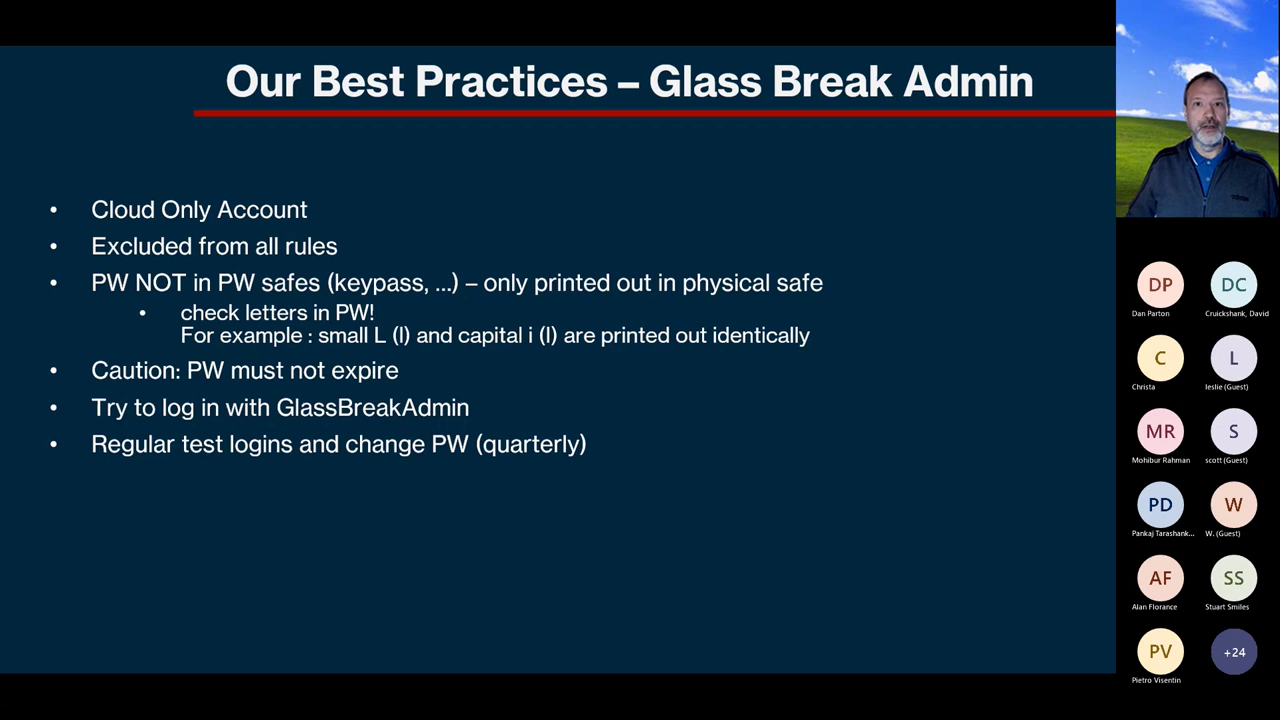 Our Best Practices – Glass Break Admin
• Cloud Only Account
• Excluded from all rules
• PW NOT in PW safes (keypass, ...) – only printed out in physical safe
• check letters in PW!
For example : small L (l) and capital i (I) are printed out identically
• Caution: PW must not expire
• Try to log in with GlassBreakAdmin
• Regular test logins and change PW (quarterly)
DP
Dan Parton
DC
Cruickshank, David
C
Christa
L
leslie (Guest)
MR
Mohibur Rahman
S
scott (Guest)
PD
Pankaj Tarashank...
W
W. (Guest)
AF
Alan Florance
SS
Stuart Smiles
PV
Pietro Visentin
+24